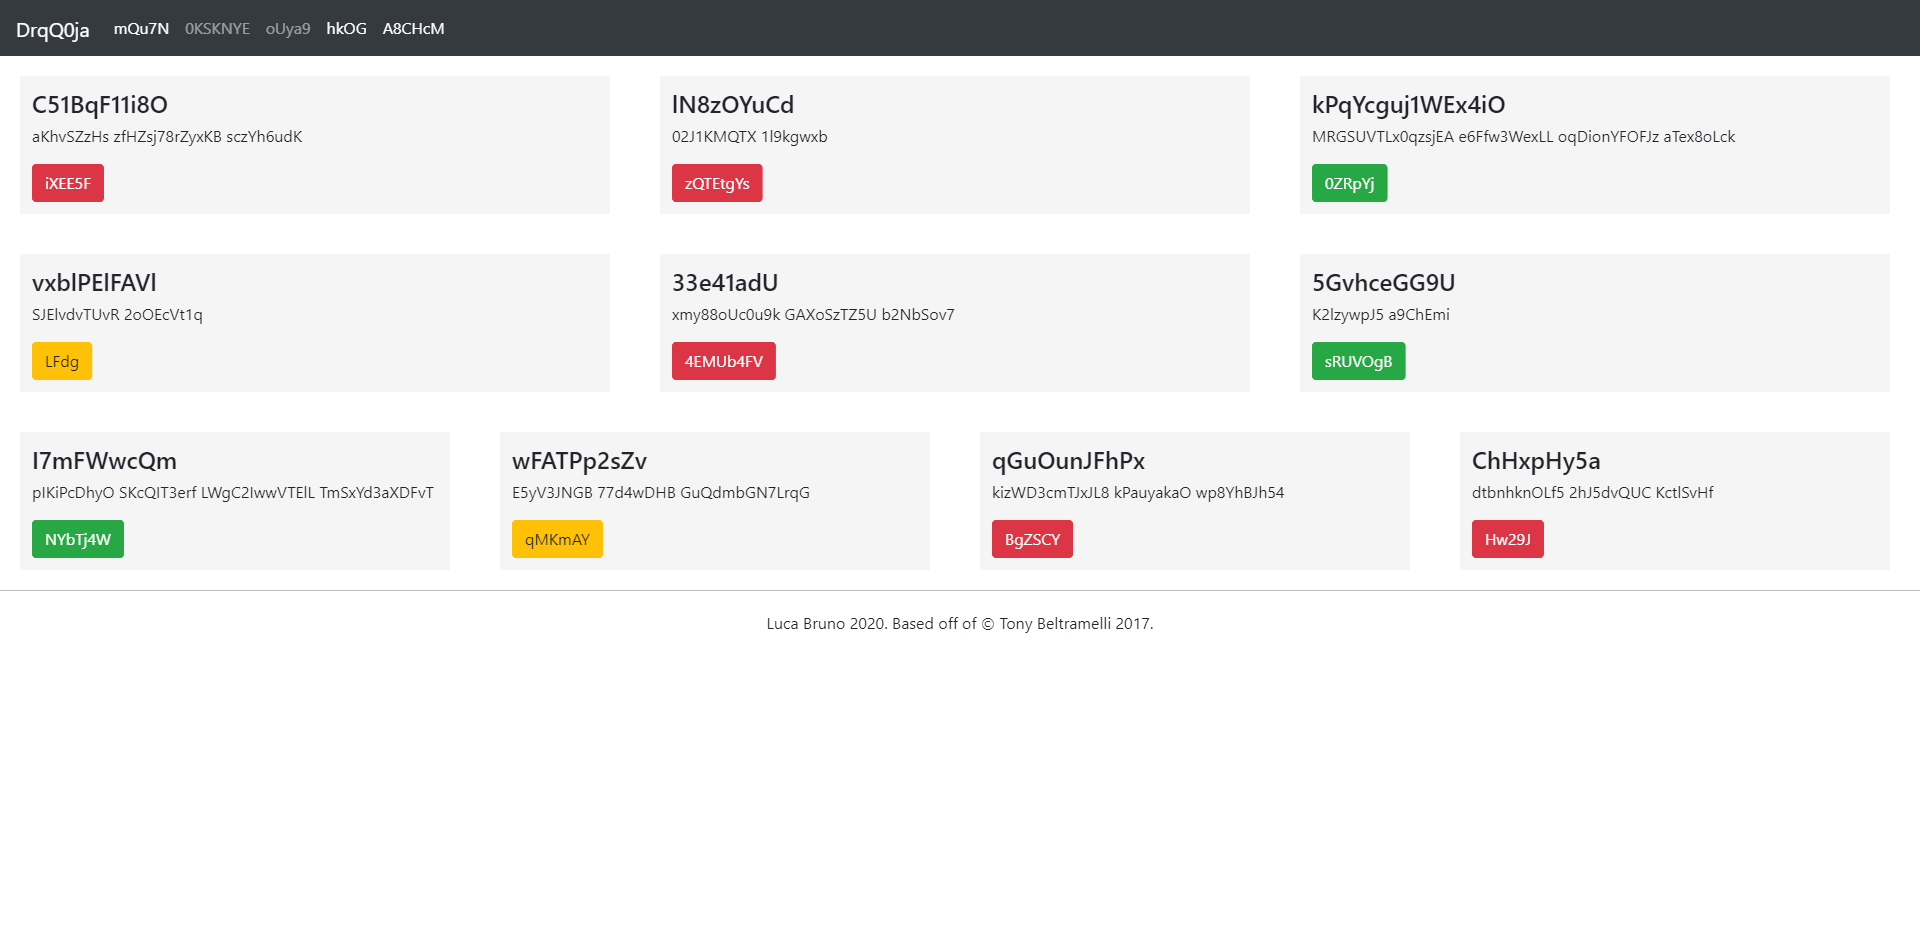 DrqQ0ja mQu7N 0KSKNYE oUya9 hkOG A8CHcM
C51BqF11i8O
aKhvSZzHs zfHZsj78rZyxKB sczYh6udK
iXEE5F
lN8zOYuCd
02J1KMQTX 1l9kgwxb
zQTEtgYs
kPqYcguj1WEx4iO
MRGSUVTLx0qzsjEA e6Ffw3WexLL oqDionYFOFJz aTex8oLck
0ZRpYj
vxblPElFAVl
SJElvdvTUvR 2oOEcVt1q
LFdg
33e41adU
xmy88oUc0u9k GAXoSzTZ5U b2NbSov7
4EMUb4FV
5GvhceGG9U
K2lzywpJ5 a9ChEmi
sRUVOgB
I7mFWwcQm
pIKiPcDhyO SKcQIT3erf LWgC2IwwVTElL TmSxYd3aXDFvT
NYbTj4W
wFATPp2sZv
E5yV3JNGB 77d4wDHB GuQdmbGN7LrqG
qMKmAY
qGuOunJFhPx
kizWD3cmTJxJL8 kPauyakaO wp8YhBJh54
BgZSCY
ChHxpHy5a
dtbnhknOLf5 2hJ5dvQUC KctlSvHf
Hw29J
Luca Bruno 2020. Based off of © Tony Beltramelli 2017.